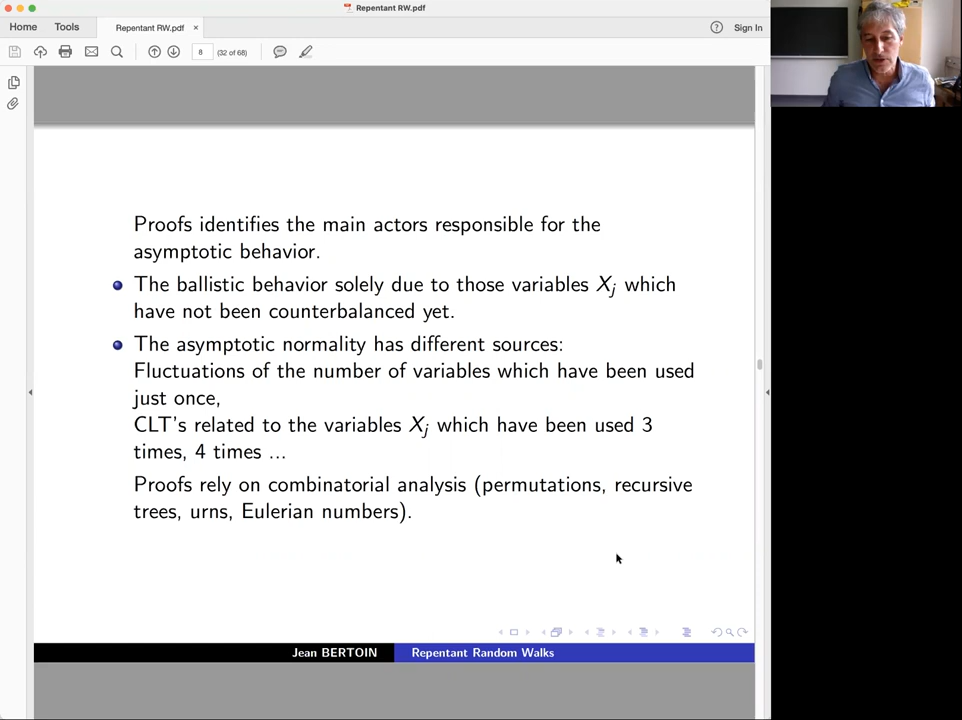 Repentant RW.pdf
Home Tools Repentant RW.pdf × Sign In
8 (32 of 68)
Proofs identifies the main actors responsible for the
asymptotic behavior.
The ballistic behavior solely due to those variables Xj which
have not been counterbalanced yet.
The asymptotic normality has different sources:
Fluctuations of the number of variables which have been used
just once,
CLT's related to the variables Xj which have been used 3
times, 4 times ...
Proofs rely on combinatorial analysis (permutations, recursive
trees, urns, Eulerian numbers).
Jean BERTOIN Repentant Random Walks